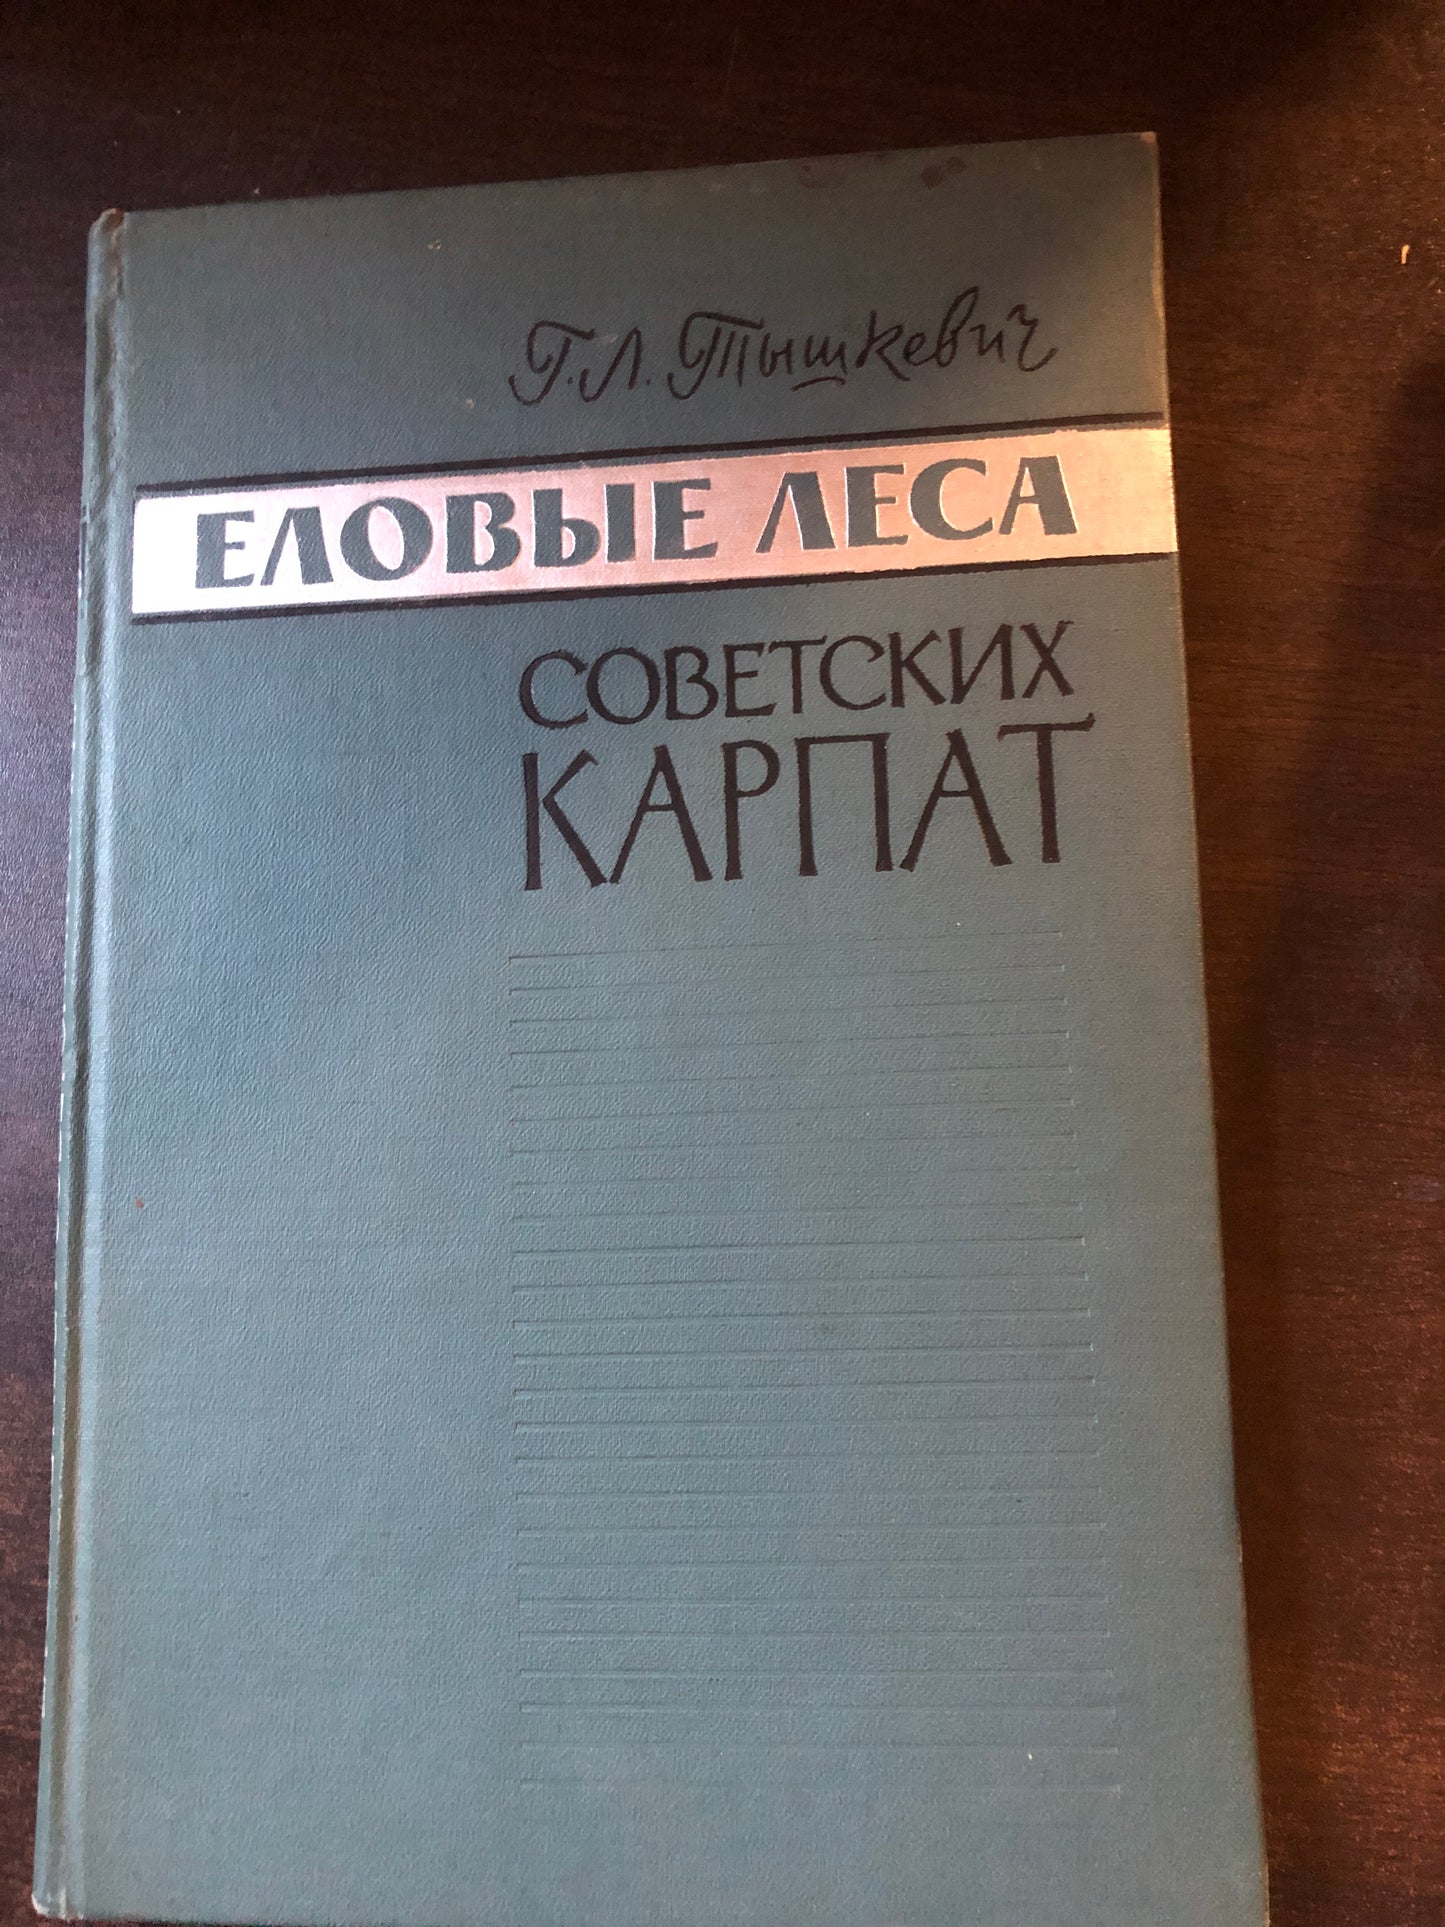 Г. Л. Тышкевич
ЕЛОВЫЕ ЛЕСА
СОВЕТСКИХ
КАРПАТ